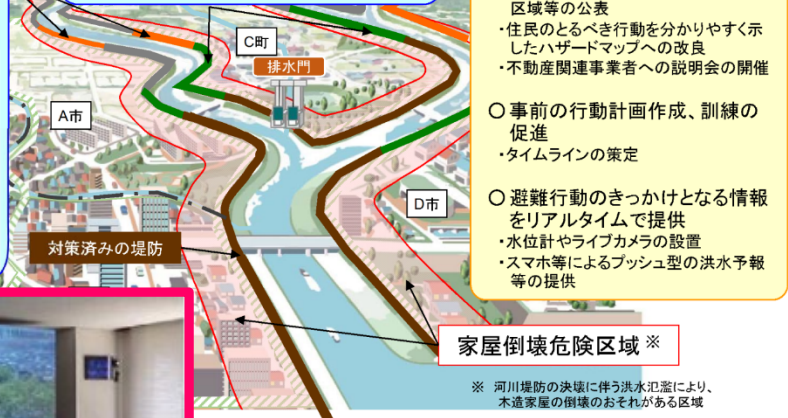 C町
排水門
A市
D市
対策済みの堤防
区域等の公表
・住民のとるべき行動を分かりやすく示
したハザードマップへの改良
・不動産関連事業者への説明会の開催
○ 事前の行動計画作成、訓練の
促進
・タイムラインの策定
○ 避難行動のきっかけとなる情報
をリアルタイムで提供
・水位計やライブカメラの設置
・スマホ等によるプッシュ型の洪水予報
等の提供
家屋倒壊危険区域※
※ 河川堤防の決壊に伴う洪水氾濫により、
木造家屋の倒壊のおそれがある区域